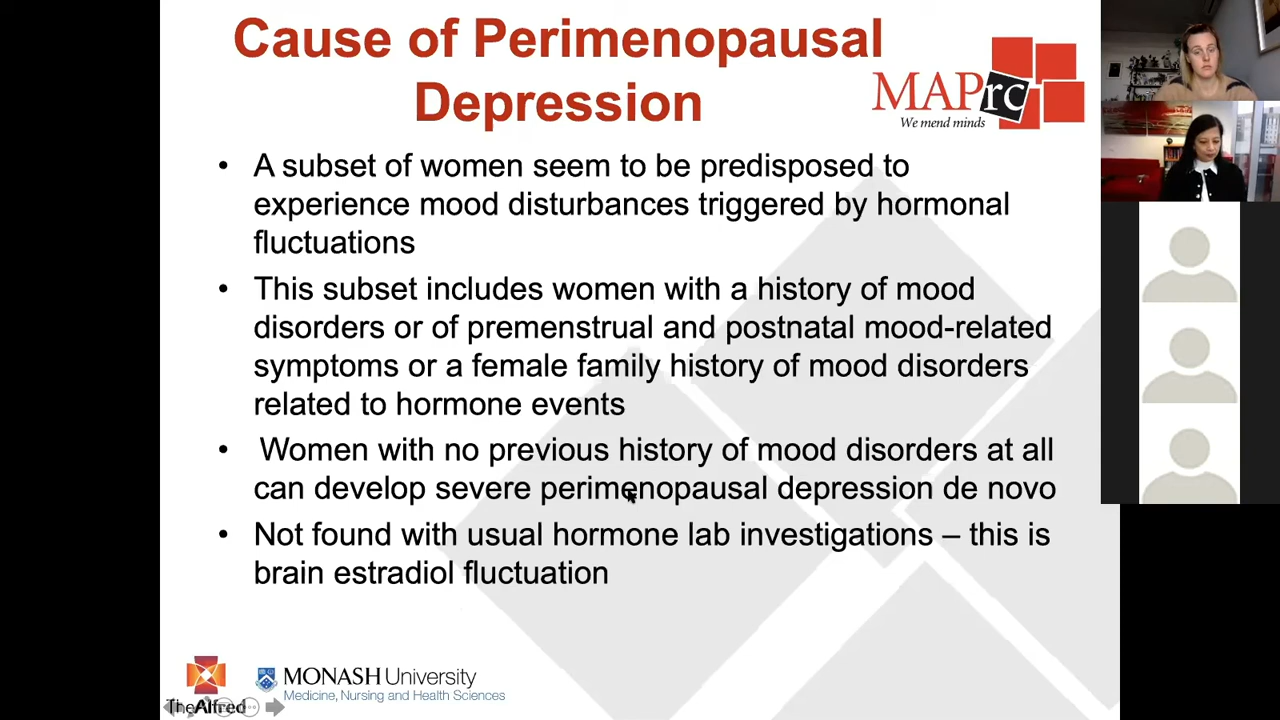 Cause of Perimenopausal
Depression
MAPrc
We mend minds
• A subset of women seem to be predisposed to
experience mood disturbances triggered by hormonal
fluctuations
• This subset includes women with a history of mood
disorders or of premenstrual and postnatal mood-related
symptoms or a female family history of mood disorders
related to hormone events
• Women with no previous history of mood disorders at all
can develop severe perimenopausal depression de novo
• Not found with usual hormone lab investigations – this is
brain estradiol fluctuation
MONASH University
Medicine, Nursing and Health Sciences
TheAlfred